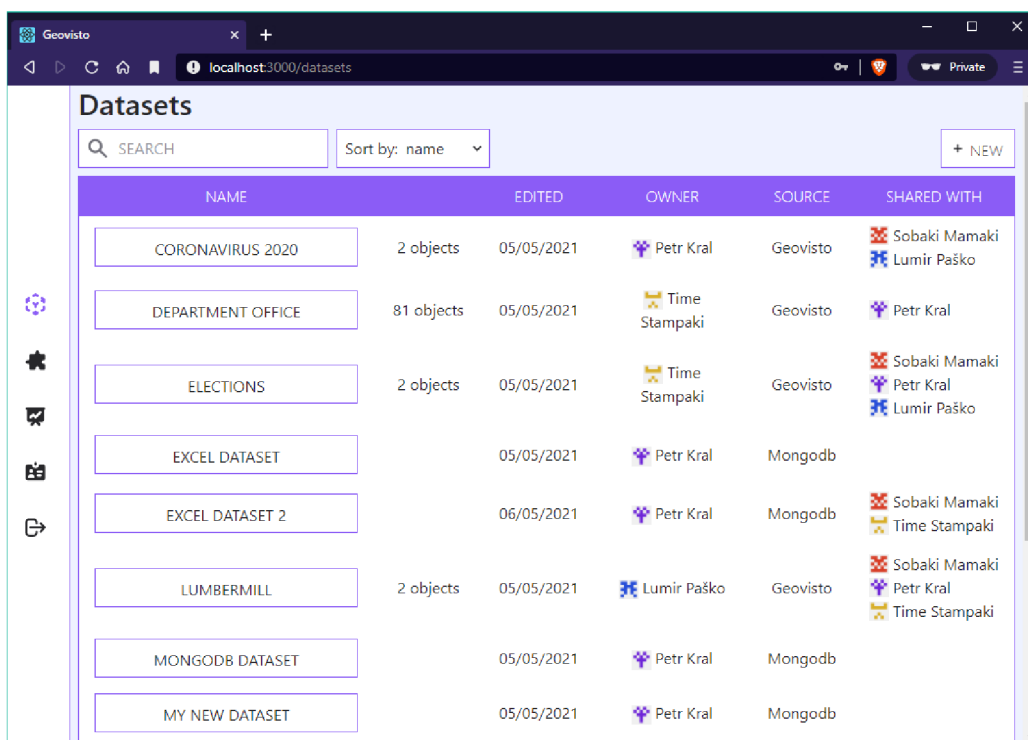 Geovisto
localhost:3000/datasets
Private
Datasets
SEARCH
Sort by: name
+ NEW
NAME EDITED OWNER SOURCE SHARED WITH
CORONAVIRUS 2020 2 objects 05/05/2021 Petr Kral Geovisto Sobaki Mamaki
Lumir Paško
DEPARTMENT OFFICE 81 objects 05/05/2021 Time Stampaki Geovisto Petr Kral
ELECTIONS 2 objects 05/05/2021 Time Stampaki Geovisto Sobaki Mamaki
Petr Kral
Lumir Paško
EXCEL DATASET 05/05/2021 Petr Kral Mongodb
EXCEL DATASET 2 06/05/2021 Petr Kral Mongodb Sobaki Mamaki
Time Stampaki
LUMBERMILL 2 objects 05/05/2021 Lumir Paško Geovisto Sobaki Mamaki
Petr Kral
Time Stampaki
MONGODB DATASET 05/05/2021 Petr Kral Mongodb
MY NEW DATASET 05/05/2021 Petr Kral Mongodb